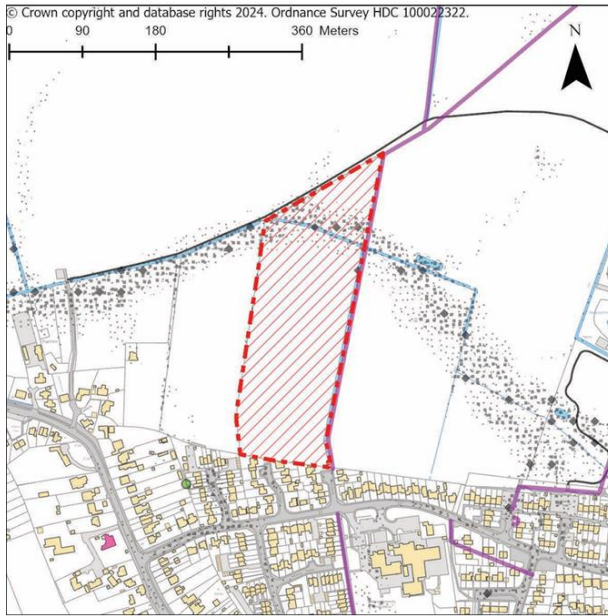 © Crown copyright and database rights 2024. Ordnance Survey HDC 100022322.
0 90 180 360 Meters
N